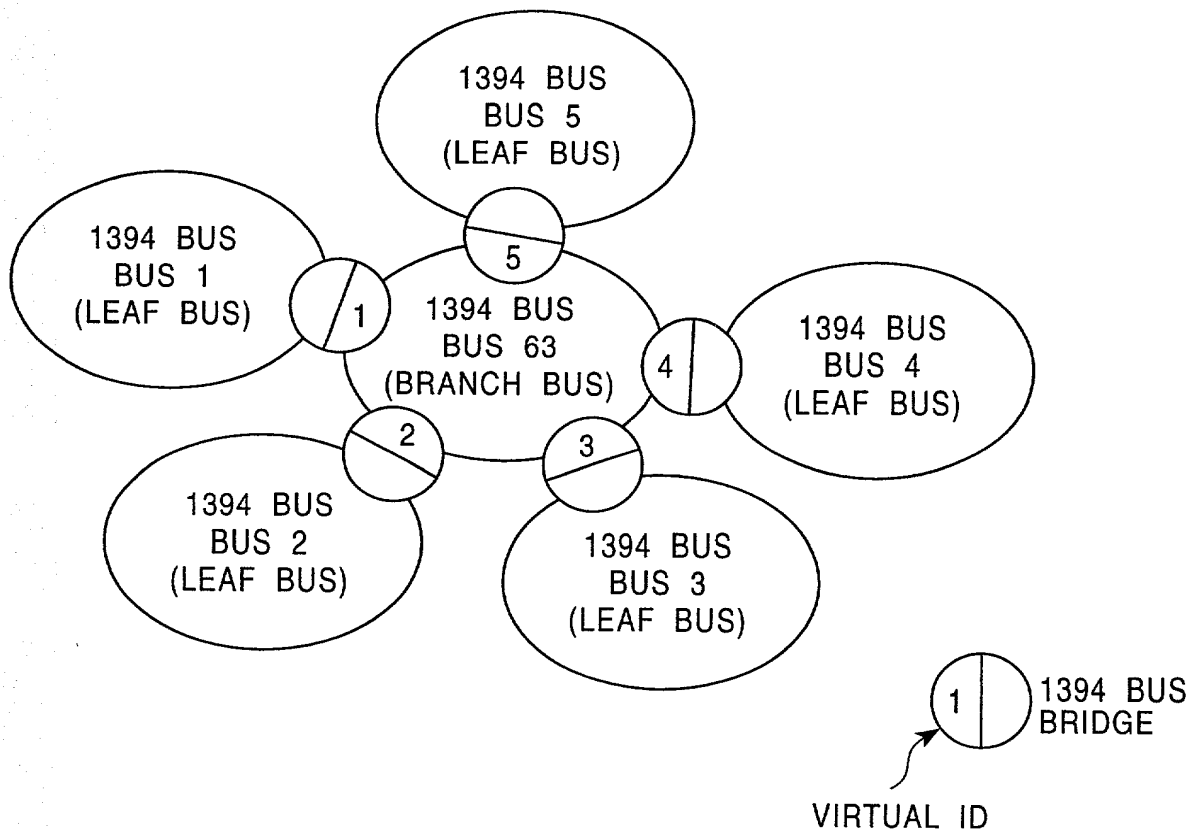 1394 BUS
BUS 5
(LEAF BUS)
5
1394 BUS
BUS 1
(LEAF BUS)
1
1394 BUS
BUS 63
(BRANCH BUS)
4
1394 BUS
BUS 4
(LEAF BUS)
2
3
1394 BUS
BUS 2
(LEAF BUS)
1394 BUS
BUS 3
(LEAF BUS)
1
1394 BUS
BRIDGE
VIRTUAL ID